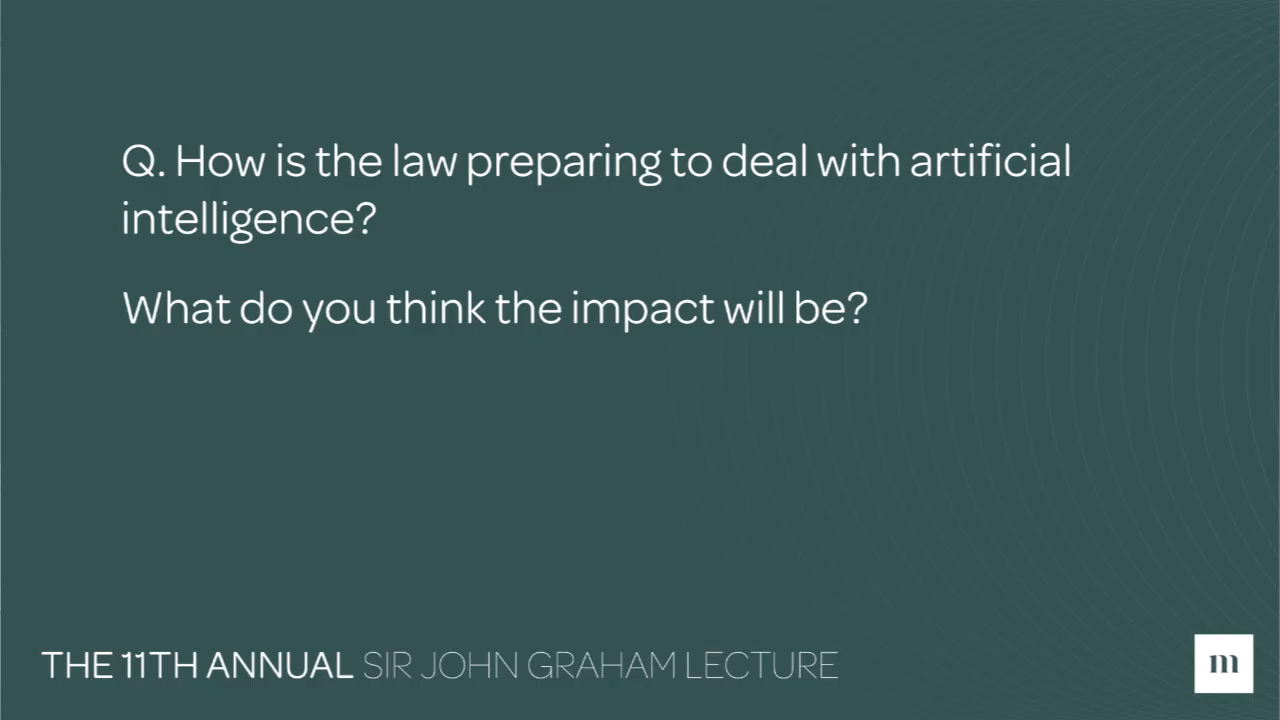 Q. How is the law preparing to deal with artificial
intelligence?
What do you think the impact will be?
THE 11TH ANNUAL SIR JOHN GRAHAM LECTURE
m